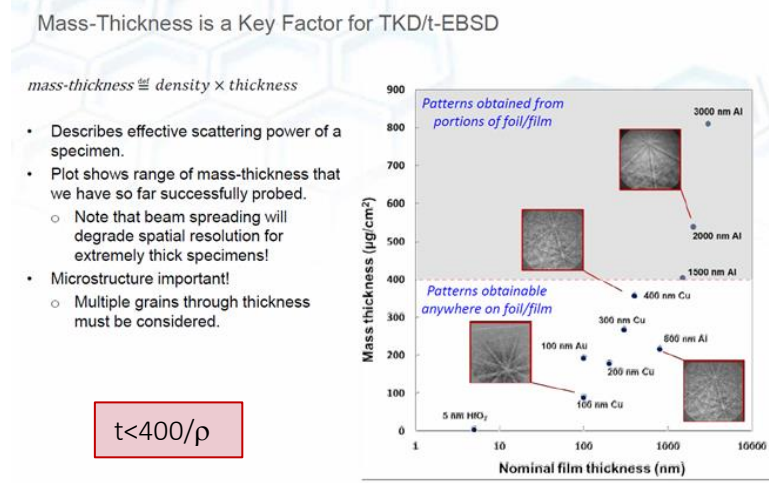 Mass-Thickness is a Key Factor for TKD/t-EBSD
mass-thickness ≝ density × thickness
• Describes effective scattering power of a
specimen.
• Plot shows range of mass-thickness that
we have so far successfully probed.
o Note that beam spreading will
degrade spatial resolution for
extremely thick specimens!
• Microstructure important!
o Multiple grains through thickness
must be considered.
t<400/ρ
Mass thickness (µg/cm²)
900
800
700
600
500
400
300
200
100
0
Patterns obtained from
portions of foil/film
3000 nm Al
2000 nm Al
1500 nm Al
Patterns obtainable
anywhere on foil/film
400 nm Cu
300 nm Cu
100 nm Au
800 nm Al
200 nm Cu
100 nm Cu
5 nm HfO₂
1
10
100
1000
10000
Nominal film thickness (nm)